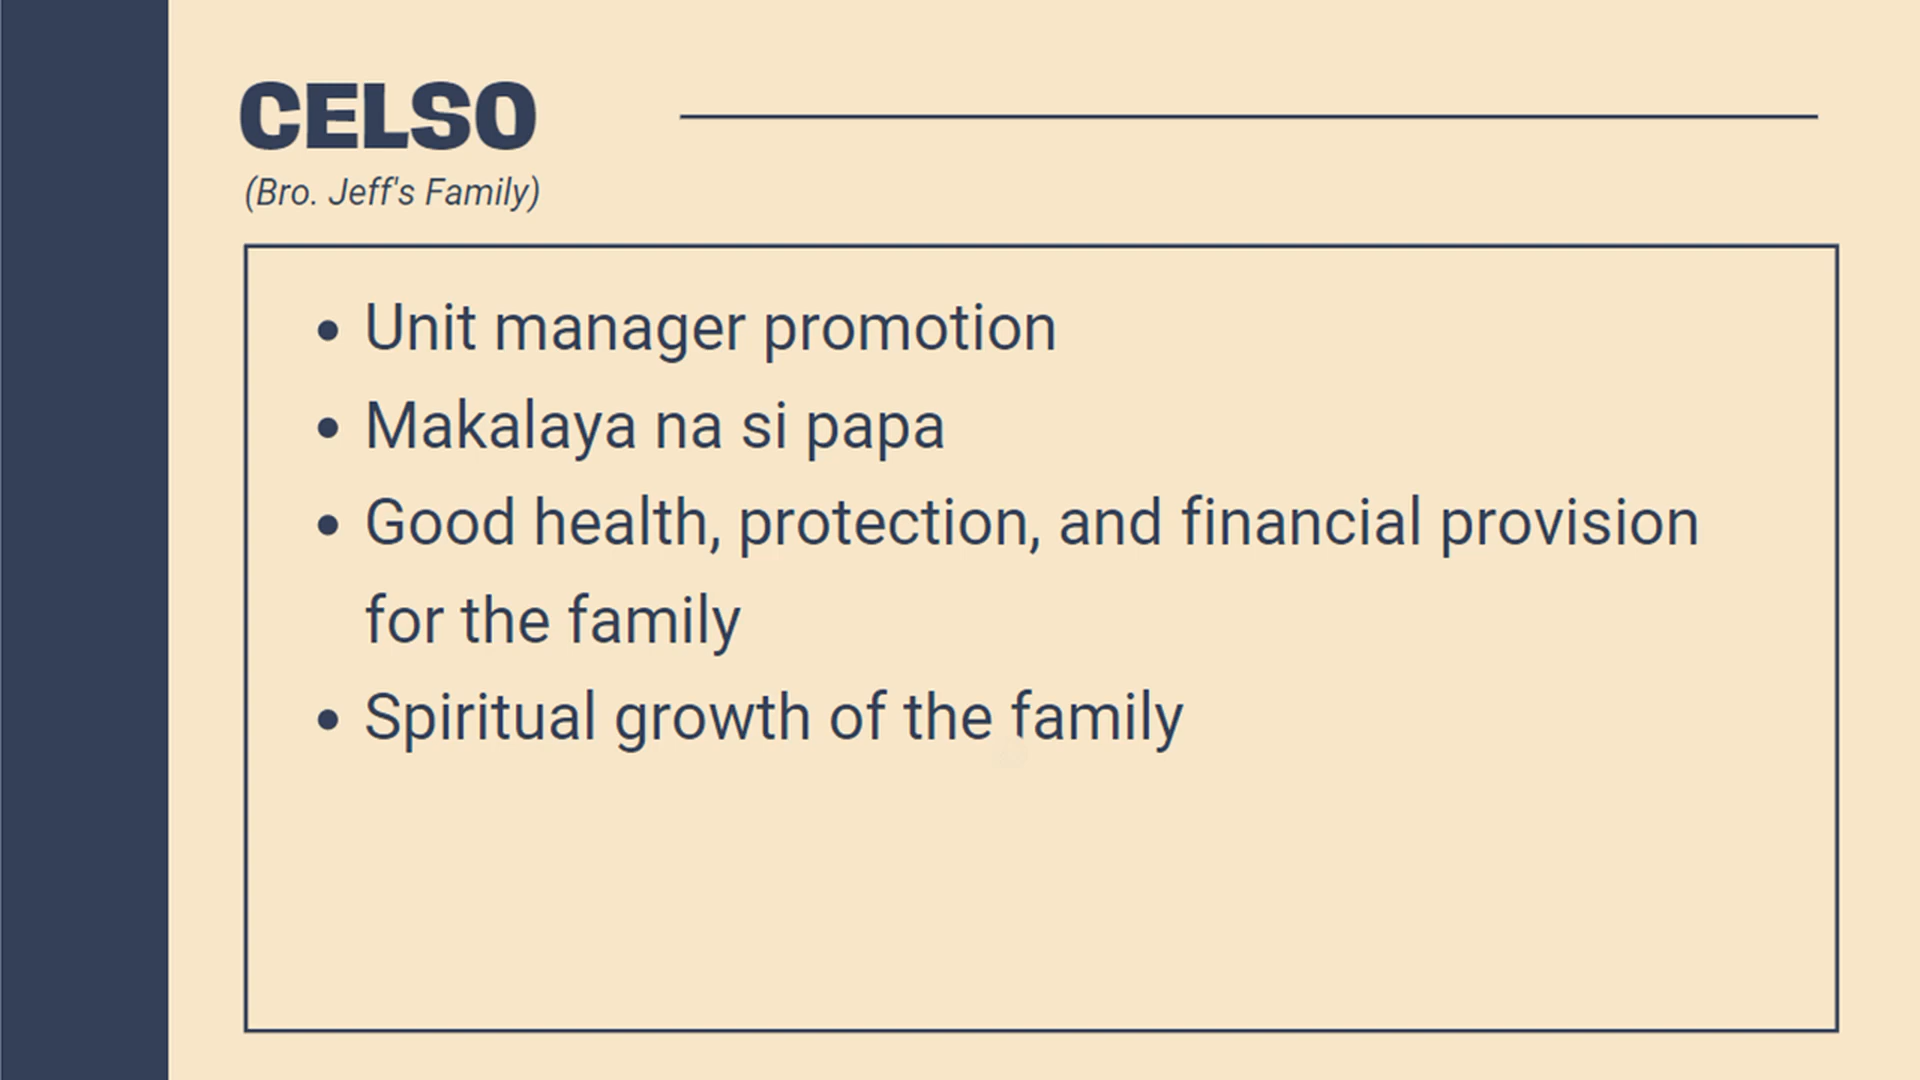 CELSO
(Bro. Jeff's Family)
• Unit manager promotion
• Makalaya na si papa
• Good health, protection, and financial provision
for the family
• Spiritual growth of the family